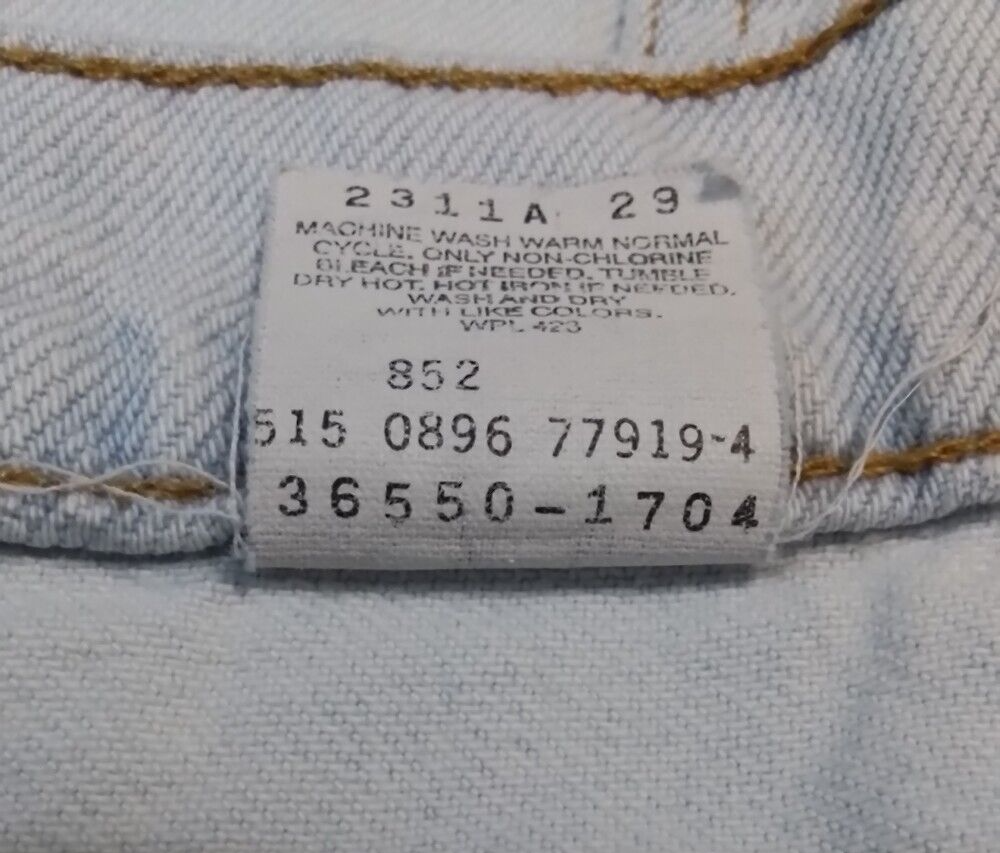 2311A 29
MACHINE WASH WARM NORMAL
CYCLE. ONLY NON-CHLORINE
BLEACH IF NEEDED. TUMBLE
DRY HOT. HOT IRON IF NEEDED.
WASH AND DRY
WITH LIKE COLORS.
WPL 423
852
515 0896 77919-4
36550-1704